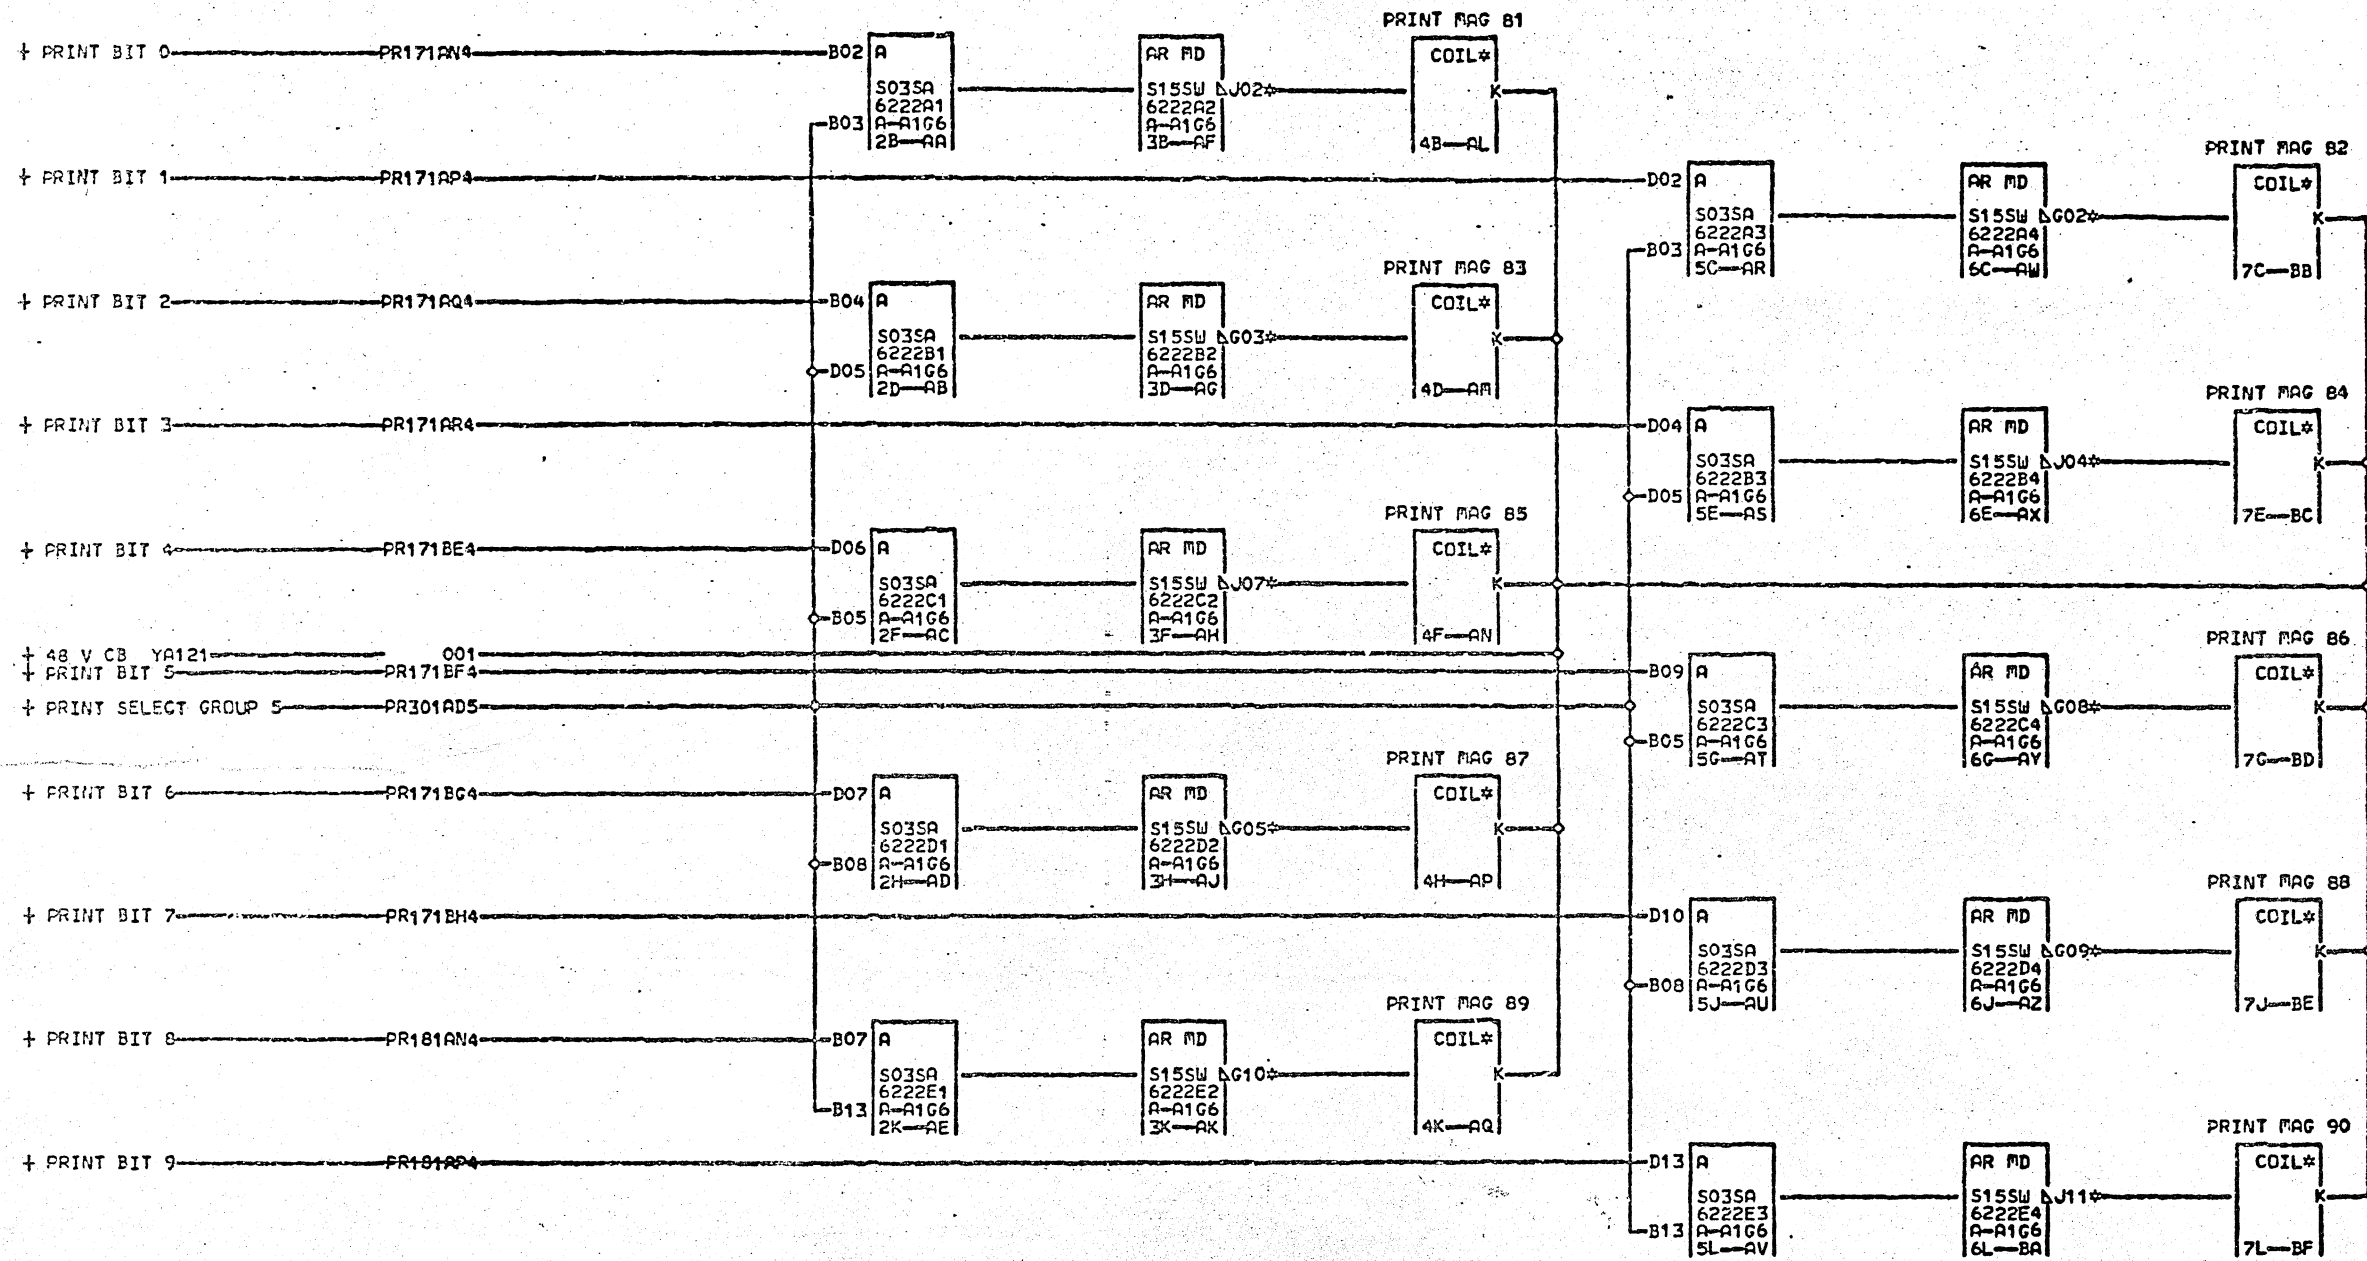 PRINT MAG 81
+ PRINT BIT 0 PR171AN4 B02 A AR MD COIL*
S03SA S15SW J02* K
6222A1 6222A2
B03 A-A1G6 A-A1G6
2B—AA 3B—AF 4B—AL
PRINT MAG 82
+ PRINT BIT 1 PR171AP4 D02 A AR MD COIL*
S03SA S15SW G02* K
6222A3 6222A4
B03 A-A1G6 A-A1G6
5C—AR 6C—AW 7C—BB
PRINT MAG 83
+ PRINT BIT 2 PR171AQ4 B04 A AR MD COIL*
S03SA S15SW G03* K
6222B1 6222B2
D05 A-A1G6 A-A1G6
2D—AB 3D—AG 4D—AM
PRINT MAG 84
+ PRINT BIT 3 PR171AR4 D04 A AR MD COIL*
S03SA S15SW J04* K
6222B3 6222B4
D05 A-A1G6 A-A1G6
5E—AS 6E—AX 7E—BC
PRINT MAG 85
+ PRINT BIT 4 PR171BE4 D06 A AR MD COIL*
S03SA S15SW J07* K
6222C1 6222C2
B05 A-A1G6 A-A1G6
2F—AC 3F—AH 4F—AN
+ 48 V CB YA121 001
PRINT MAG 86
+ PRINT BIT 5 PR171BF4 B09 A AR MD COIL*
+ PRINT SELECT GROUP 5 PR301AD5 S03SA S15SW G08* K
6222C3 6222C4
B05 A-A1G6 A-A1G6
5G—AT 6G—AY 7G—BD
PRINT MAG 87
+ PRINT BIT 6 PR171BG4 D07 A AR MD COIL*
S03SA S15SW G05* K
6222D1 6222D2
B08 A-A1G6 A-A1G6
2H—AD 3H—AJ 4H—AP
PRINT MAG 88
+ PRINT BIT 7 PR171BH4 D10 A AR MD COIL*
S03SA S15SW G09* K
6222D3 6222D4
B08 A-A1G6 A-A1G6
5J—AU 6J—AZ 7J—BE
PRINT MAG 89
+ PRINT BIT 8 PR181AN4 B07 A AR MD COIL*
S03SA S15SW G10* K
6222E1 6222E2
B13 A-A1G6 A-A1G6
2K—AE 3K—AK 4K—AQ
PRINT MAG 90
+ PRINT BIT 9 PR181AP4 D13 A AR MD COIL*
S03SA S15SW J11* K
6222E3 6222E4
B13 A-A1G6 A-A1G6
5L—AV 6L—BA 7L—BF